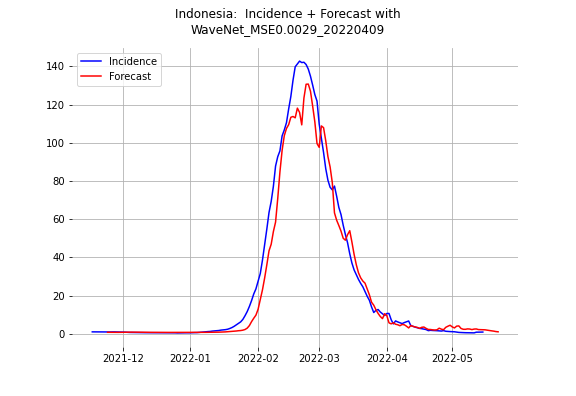 Indonesia:  Incidence + Forecast with
WaveNet_MSE0.0029_20220409
Incidence
Forecast
140
120
100
80
60
40
20
0
2021-12 2022-01 2022-02 2022-03 2022-04 2022-05